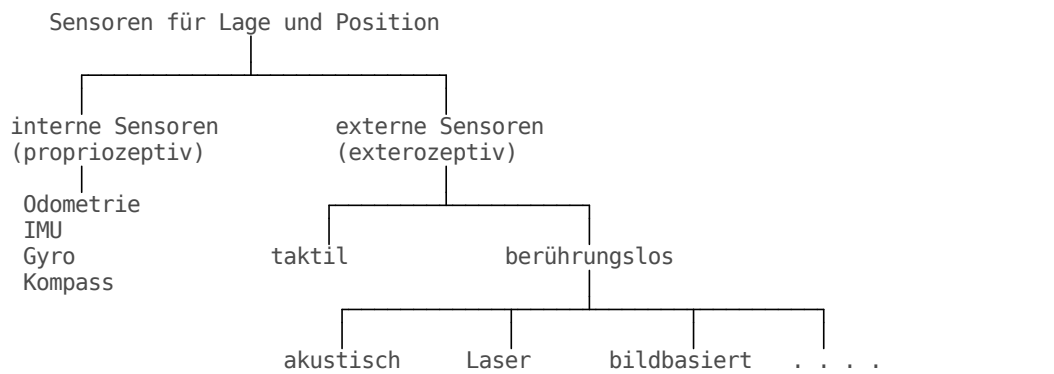 Sensoren für Lage und Position
interne Sensoren externe Sensoren
(propriozeptiv) (exterozeptiv)
Odometrie
IMU
Gyro taktil berührungslos
Kompass
akustisch Laser bildbasiert . . . .